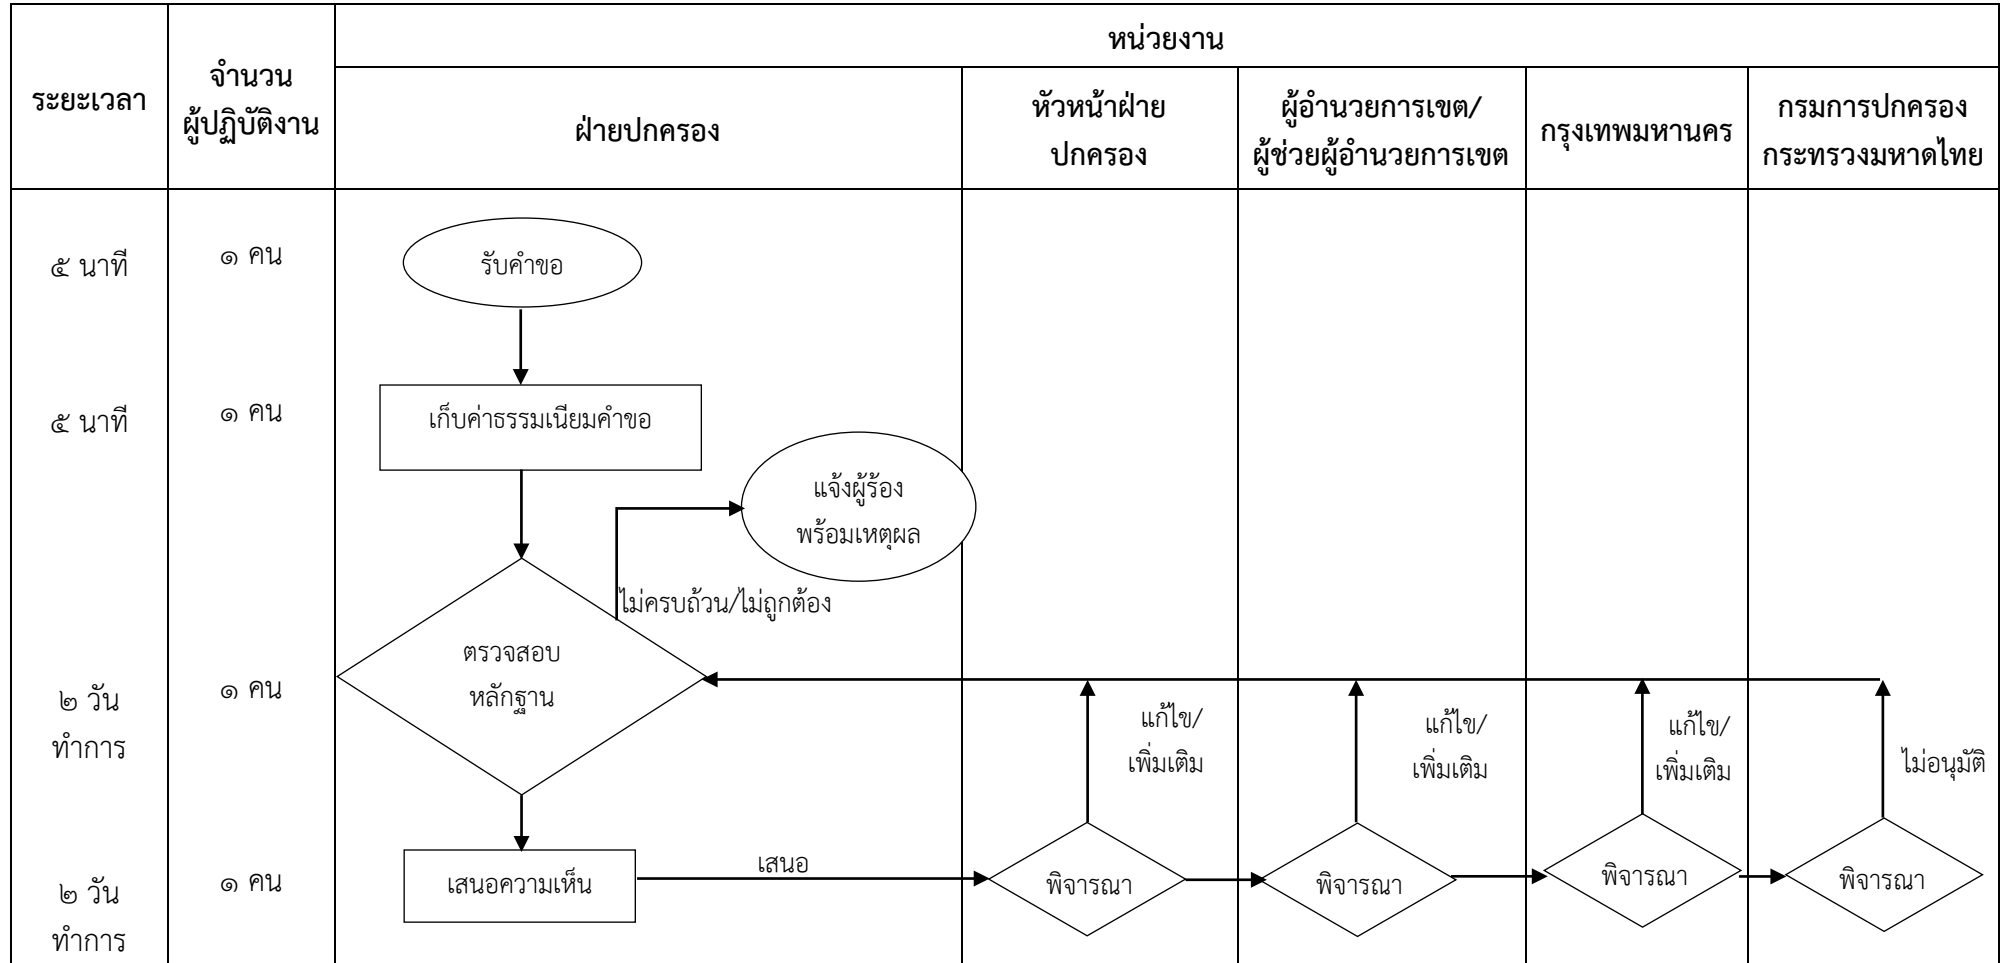 หน่วยงาน
ระยะเวลา
จำนวน
ผู้ปฏิบัติงาน
ฝ่ายปกครอง
หัวหน้าฝ่าย
ปกครอง
ผู้อำนวยการเขต/
ผู้ช่วยผู้อำนวยการเขต
กรุงเทพมหานคร
กรมการปกครอง
กระทรวงมหาดไทย
๕ นาที
๑ คน
รับคำขอ
๕ นาที
๑ คน
เก็บค่าธรรมเนียมคำขอ
แจ้งผู้ร้อง
พร้อมเหตุผล
ไม่ครบถ้วน/ไม่ถูกต้อง
๒ วัน
ทำการ
๑ คน
ตรวจสอบ
หลักฐาน
แก้ไข/
เพิ่มเติม
แก้ไข/
เพิ่มเติม
แก้ไข/
เพิ่มเติม
ไม่อนุมัติ
๒ วัน
ทำการ
๑ คน
เสนอความเห็น
เสนอ
พิจารณา
พิจารณา
พิจารณา
พิจารณา